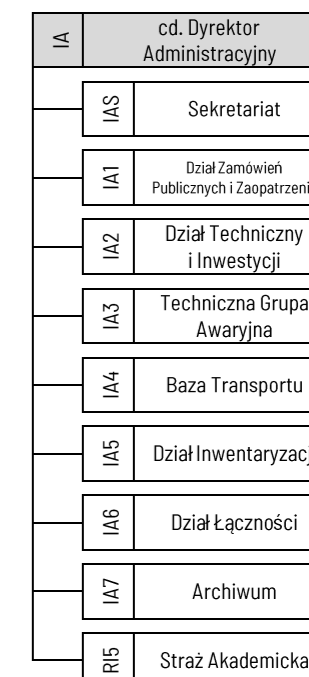 IA
cd. Dyrektor
Administracyjny
IAS
Sekretariat
IA1
Dział Zamówień
Publicznych i Zaopatrzeni
IA2
Dział Techniczny
i Inwestycji
IA3
Techniczna Grupa
Awaryjna
IA4
Baza Transportu
IA5
Dział Inwentaryzacj
IA6
Dział Łączności
IA7
Archiwum
RI5
Straż Akademicka